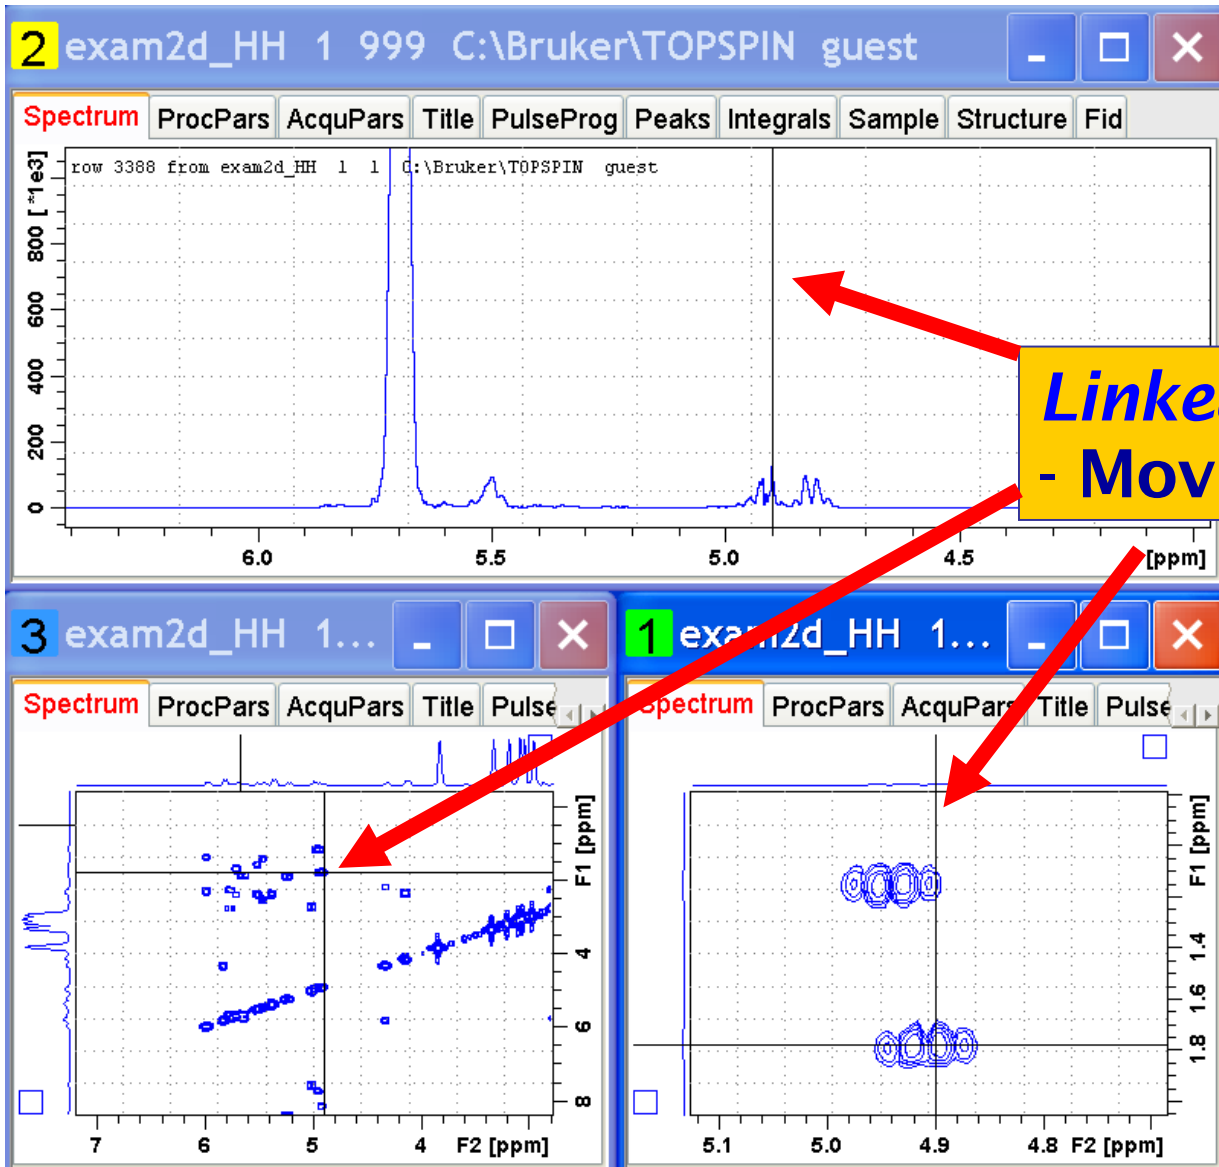 2 exam2d_HH 1 999 C:\Bruker\TOPSPIN guest
Spectrum ProcPars AcquPars Title PulseProg Peaks Integrals Sample Structure Fid
row 3388 from exam2d_HH 1 1 C:\Bruker\TOPSPIN guest
[ *1e3]
800
600
400
200
0
6.0 5.5 5.0 4.5 [ppm]
Linke
- Mov
3 exam2d_HH 1...
Spectrum ProcPars AcquPars Title Pulse
F1 [ppm]
4
6
8
7 6 5 4 F2 [ppm]
1 exam2d_HH 1...
Spectrum ProcPars AcquPars Title Pulse
F1 [ppm]
1.4
1.6
1.8
5.1 5.0 4.9 4.8 F2 [ppm]